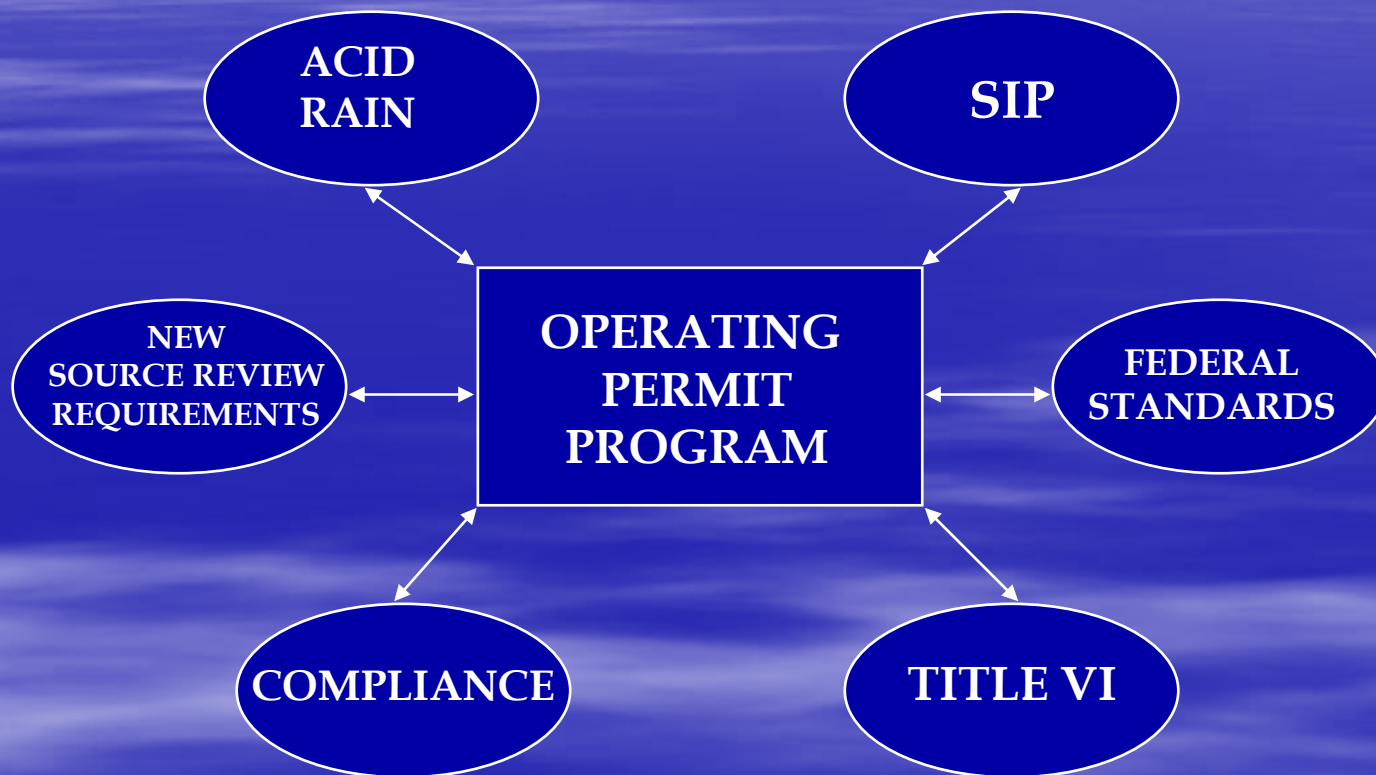 ACID
RAIN
SIP
NEW
SOURCE REVIEW
REQUIREMENTS
OPERATING
PERMIT
PROGRAM
FEDERAL
STANDARDS
COMPLIANCE
TITLE VI